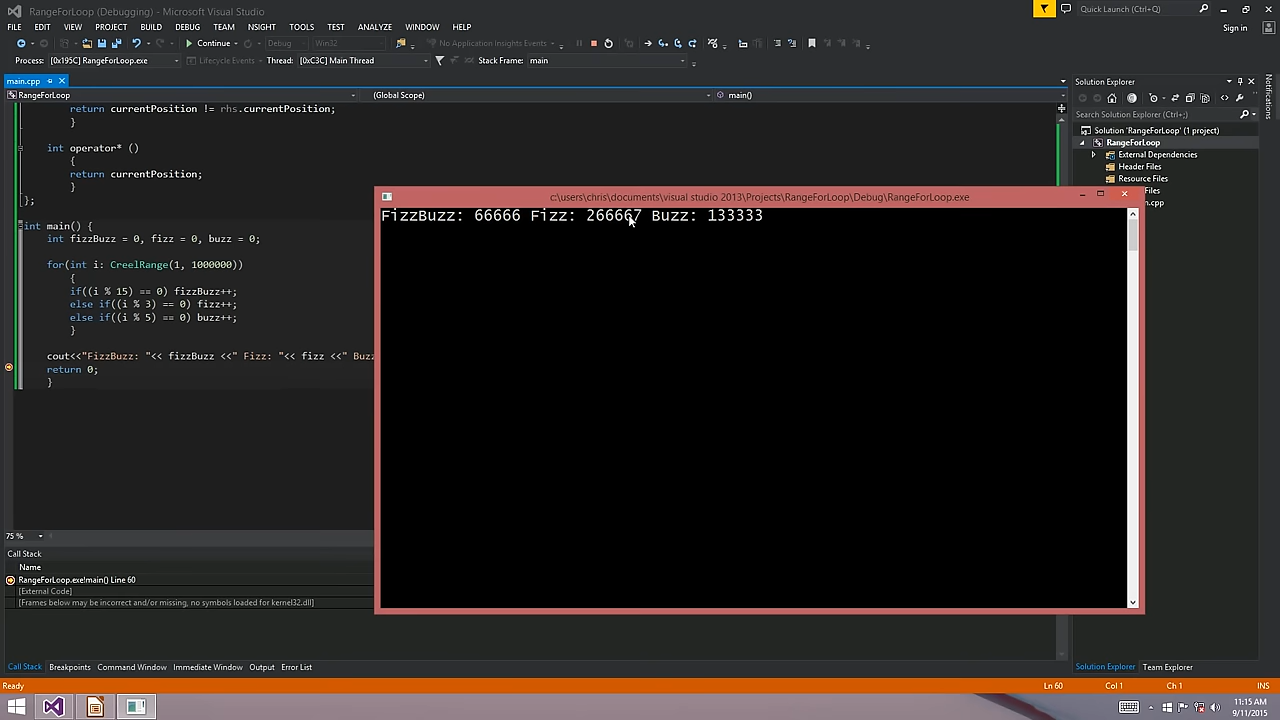 RangeForLoop (Debugging) - Microsoft Visual Studio
Quick Launch (Ctrl+Q)
FILE EDIT VIEW PROJECT BUILD DEBUG TEAM NSIGHT TOOLS TEST ANALYZE WINDOW HELP
Sign in
Continue Debug Win32 No Application Insights Events
Process: [0x195C] RangeForLoop.exe Lifecycle Events Thread: [0xC3C] Main Thread Stack Frame: main
main.cpp
RangeForLoop (Global Scope) main()
return currentPosition != rhs.currentPosition;
}
int operator* ()
{
return currentPosition;
}
};
int main() {
int fizzBuzz = 0, fizz = 0, buzz = 0;
for(int i: CreelRange(1, 1000000))
{
if((i % 15) == 0) fizzBuzz++;
else if((i % 3) == 0) fizz++;
else if((i % 5) == 0) buzz++;
}
cout<<"FizzBuzz: "<< fizzBuzz <<" Fizz: "<< fizz <<" Buzz
return 0;
}
c:\users\chris\documents\visual studio 2013\Projects\RangeForLoop\Debug\RangeForLoop.exe
FizzBuzz: 66666 Fizz: 266667 Buzz: 133333
Solution Explorer
Search Solution Explorer (Ctrl+;)
Solution 'RangeForLoop' (1 project)
RangeForLoop
External Dependencies
Header Files
Resource Files
Files
.cpp
Notifications
75 %
Call Stack
Name
RangeForLoop.exe!main() Line 60
[External Code]
[Frames below may be incorrect and/or missing, no symbols loaded for kernel32.dll]
Call Stack Breakpoints Command Window Immediate Window Output Error List
Solution Explorer Team Explorer
Ready
Ln 60 Col 1 Ch 1 INS
11:15 AM
9/11/2015